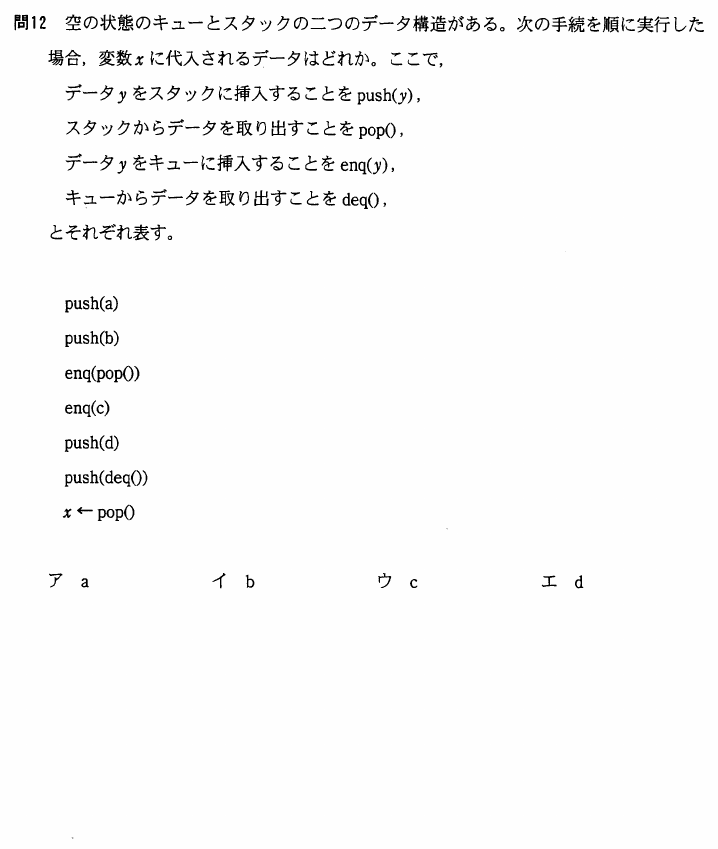 問12 空の状態のキューとスタックの二つのデータ構造がある。次の手続を順に実行した
場合，変数 x に代入されるデータはどれか。ここで，
データ y をスタックに挿入することを push(y)，
スタックからデータを取り出すことを pop()，
データ y をキューに挿入することを enq(y)，
キューからデータを取り出すことを deq()，
とそれぞれ表す。
push(a)
push(b)
enq(pop())
enq(c)
push(d)
push(deq())
x ← pop()
ア a イ b ウ c エ d